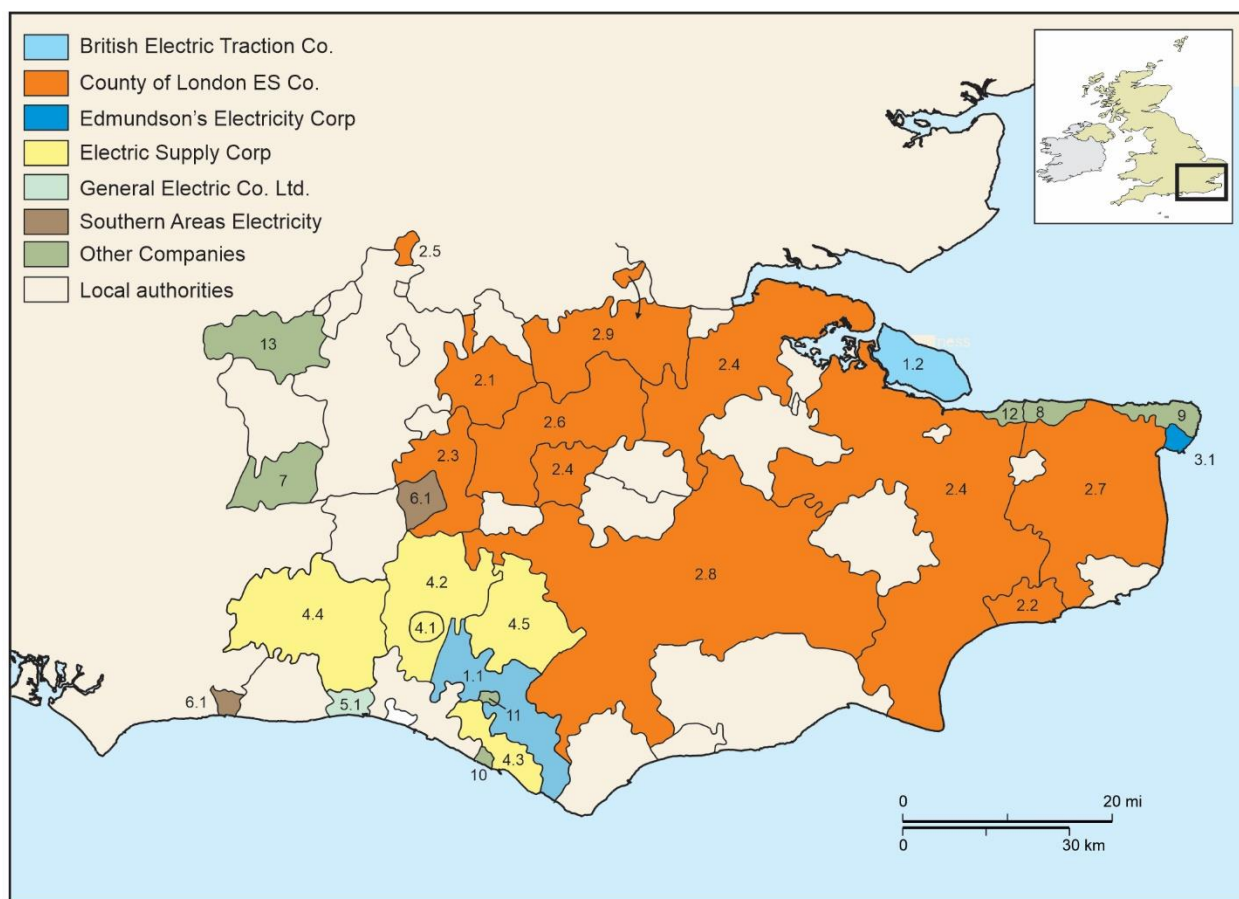 British Electric Traction Co.
County of London ES Co.
Edmundson's Electricity Corp
Electric Supply Corp
General Electric Co. Ltd.
Southern Areas Electricity
Other Companies
Local authorities
2.5
13
2.9
2.4
ness
1.2
2.1
2.6
12
8
9
3.1
2.3
2.4
7
6.1
2.4
2.7
4.2
2.8
4.4
4.1
4.5
2.2
1.1
6.1
5.1
11
4.3
10
0
20 mi
0
30 km